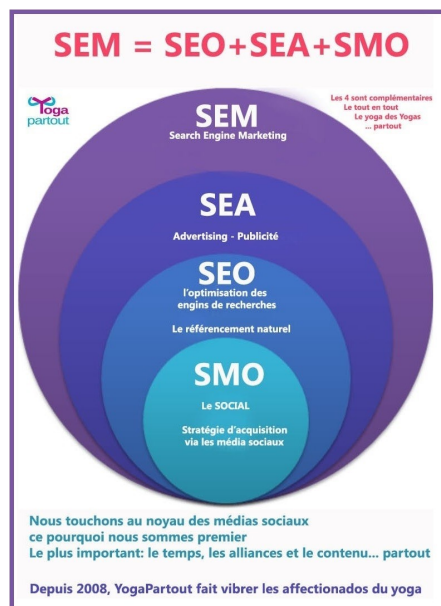 SEM = SEO+SEA+SMO
Yoga
partout
Les 4 sont complémentaires
Le tout en tout
Le yoga des Yogas
... partout
SEM
Search Engine Marketing
SEA
Advertising - Publicité
SEO
l'optimisation des
engins de recherches
Le référencement naturel
SMO
Le SOCIAL
Stratégie d'acquisition
via les média sociaux
Nous touchons au noyau des médias sociaux
ce pourquoi nous sommes premier
Le plus important: le temps, les alliances et le contenu... partout
Depuis 2008, YogaPartout fait vibrer les affectionados du yoga